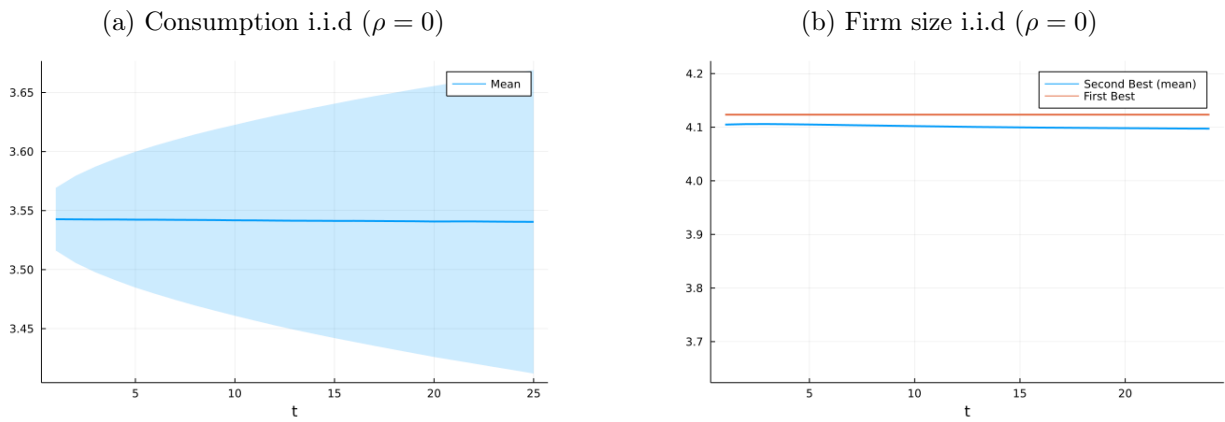 (a) Consumption i.i.d (ρ = 0)
Mean
3.65
3.60
3.55
3.50
3.45
5
10
15
20
25
t
(b) Firm size i.i.d (ρ = 0)
Second Best (mean)
First Best
4.2
4.1
4.0
3.9
3.8
3.7
5
10
15
20
t